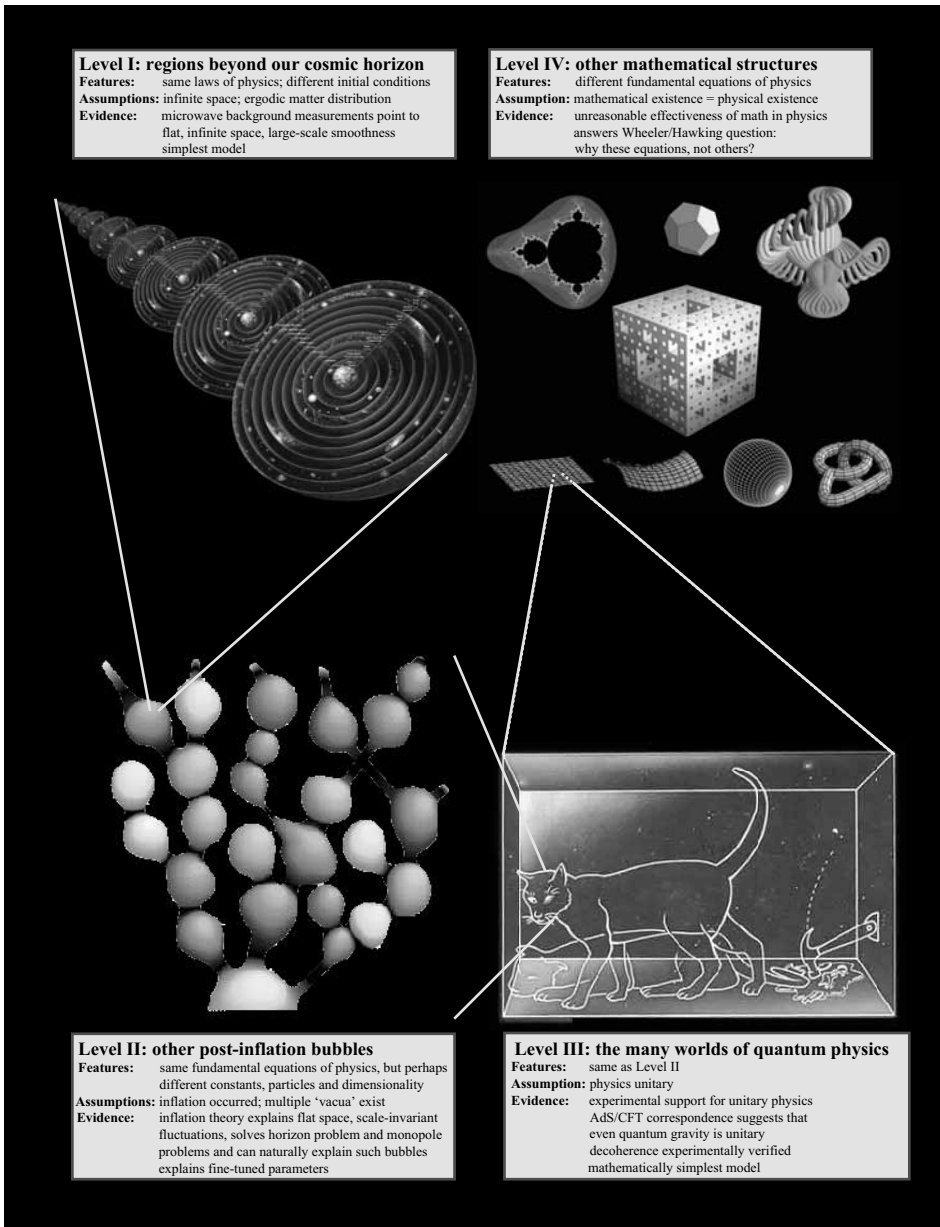 Level I: regions beyond our cosmic horizon
Features: same laws of physics; different initial conditions
Assumptions: infinite space; ergodic matter distribution
Evidence: microwave background measurements point to
flat, infinite space, large-scale smoothness
simplest model
Level IV: other mathematical structures
Features: different fundamental equations of physics
Assumption: mathematical existence = physical existence
Evidence: unreasonable effectiveness of math in physics
answers Wheeler/Hawking question:
why these equations, not others?
Level II: other post-inflation bubbles
Features: same fundamental equations of physics, but perhaps
different constants, particles and dimensionality
Assumptions: inflation occurred; multiple ‘vacua’ exist
Evidence: inflation theory explains flat space, scale-invariant
fluctuations, solves horizon problem and monopole
problems and can naturally explain such bubbles
explains fine-tuned parameters
Level III: the many worlds of quantum physics
Features: same as Level II
Assumption: physics unitary
Evidence: experimental support for unitary physics
AdS/CFT correspondence suggests that
even quantum gravity is unitary
decoherence experimentally verified
mathematically simplest model